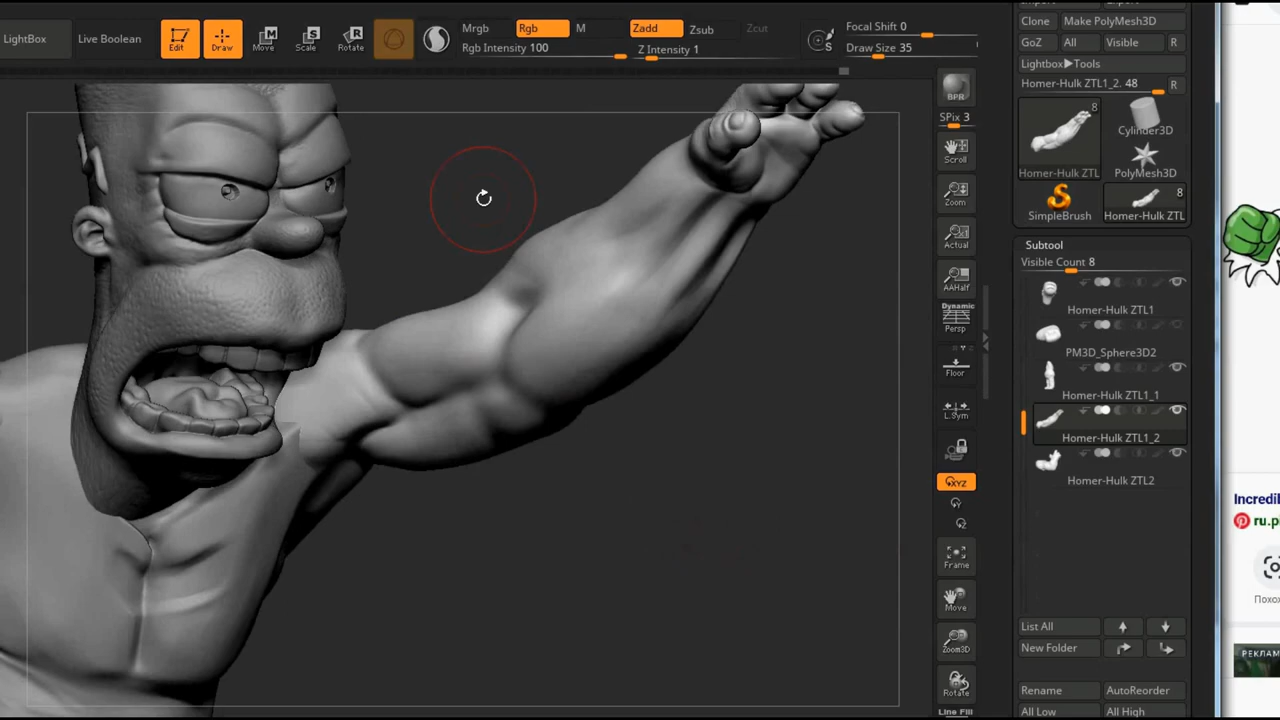 LightBox
Live Boolean
Edit
Draw
Move
Scale
Rotate
Mrgb
Rgb
M
Rgb Intensity 100
Zadd
Zsub
Zcut
Z Intensity 1
S
Focal Shift 0
Draw Size 35
BPR
SPix 3
Scroll
Zoom
Actual
AAHalf
Dynamic
Persp
Floor
L.Sym
XYZ
Y
Z
Frame
Move
Zoom3D
Rotate
Line Fill
Clone
Make PolyMesh3D
GoZ
All
Visible
R
Lightbox▶Tools
Homer-Hulk ZTL1_2. 48
R
8
Homer-Hulk ZTL
Cylinder3D
PolyMesh3D
SimpleBrush
8
Homer-Hulk ZTL
Subtool
Visible Count 8
Homer-Hulk ZTL1
PM3D_Sphere3D2
Homer-Hulk ZTL1_1
Homer-Hulk ZTL1_2
Homer-Hulk ZTL2
List All
New Folder
Rename
AutoReorder
All Low
All High
Incredil
ru.p
Похо
РЕКЛАМ